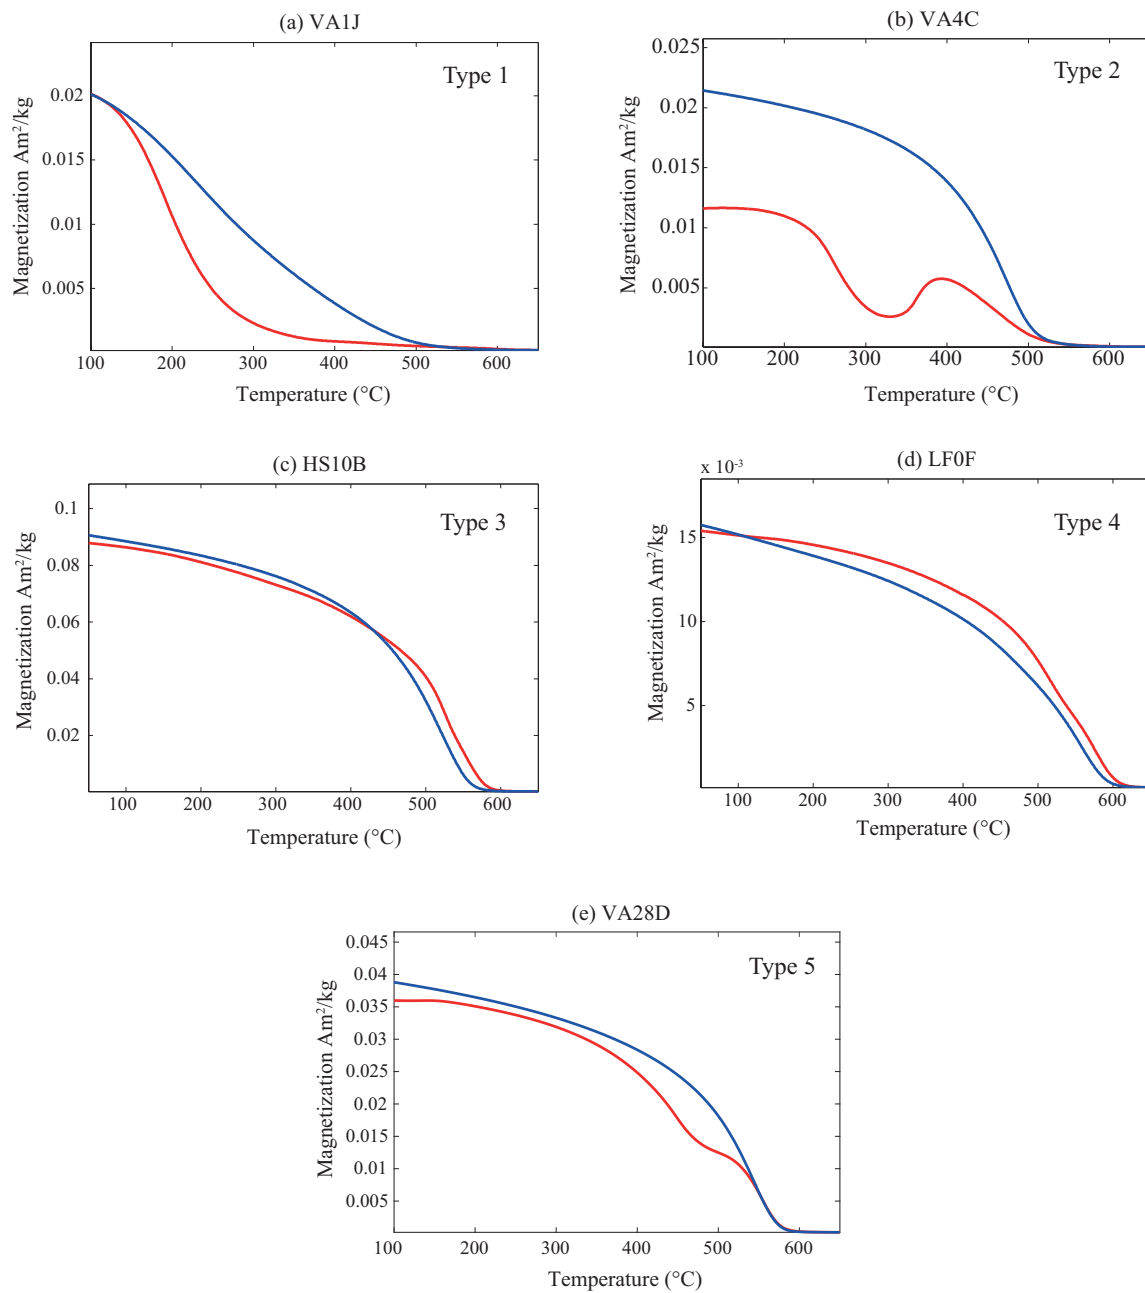 (a) VA1J
Type 1
Magnetization Am²/kg
0.02
0.015
0.01
0.005
100 200 300 400 500 600
Temperature (°C)
(b) VA4C
Type 2
Magnetization Am²/kg
0.025
0.02
0.015
0.01
0.005
100 200 300 400 500 600
Temperature (°C)
(c) HS10B
Type 3
Magnetization Am²/kg
0.1
0.08
0.06
0.04
0.02
100 200 300 400 500 600
Temperature (°C)
(d) LF0F
x 10⁻³
Type 4
Magnetization Am²/kg
15
10
5
100 200 300 400 500 600
Temperature (°C)
(e) VA28D
Type 5
Magnetization Am²/kg
0.045
0.04
0.035
0.03
0.025
0.02
0.015
0.01
0.005
100 200 300 400 500 600
Temperature (°C)